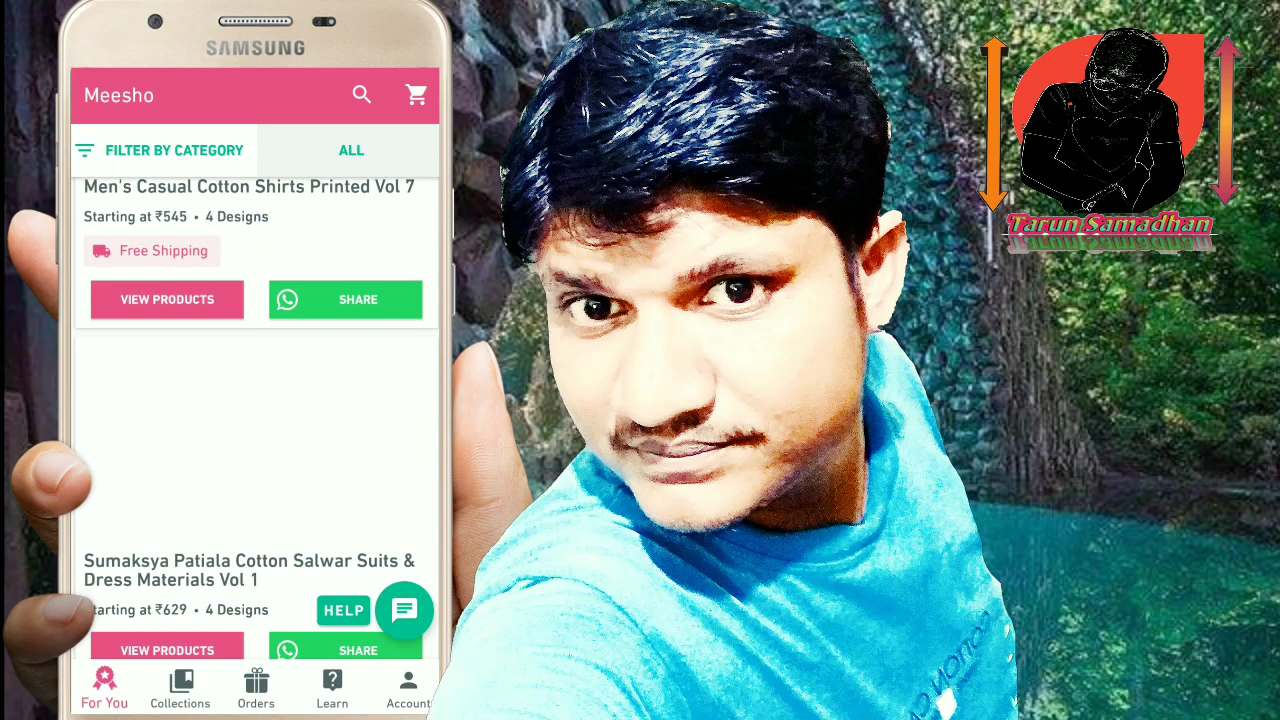 SAMSUNG
Meesho
FILTER BY CATEGORY
ALL
Men's Casual Cotton Shirts Printed Vol 7
Starting at ₹545 • 4 Designs
Free Shipping
VIEW PRODUCTS
SHARE
Sumaksya Patiala Cotton Salwar Suits &
Dress Materials Vol 1
tarting at ₹629 • 4 Designs
HELP
VIEW PRODUCTS
SHARE
For You
Collections
Orders
Learn
Account
Tarun Samadhan